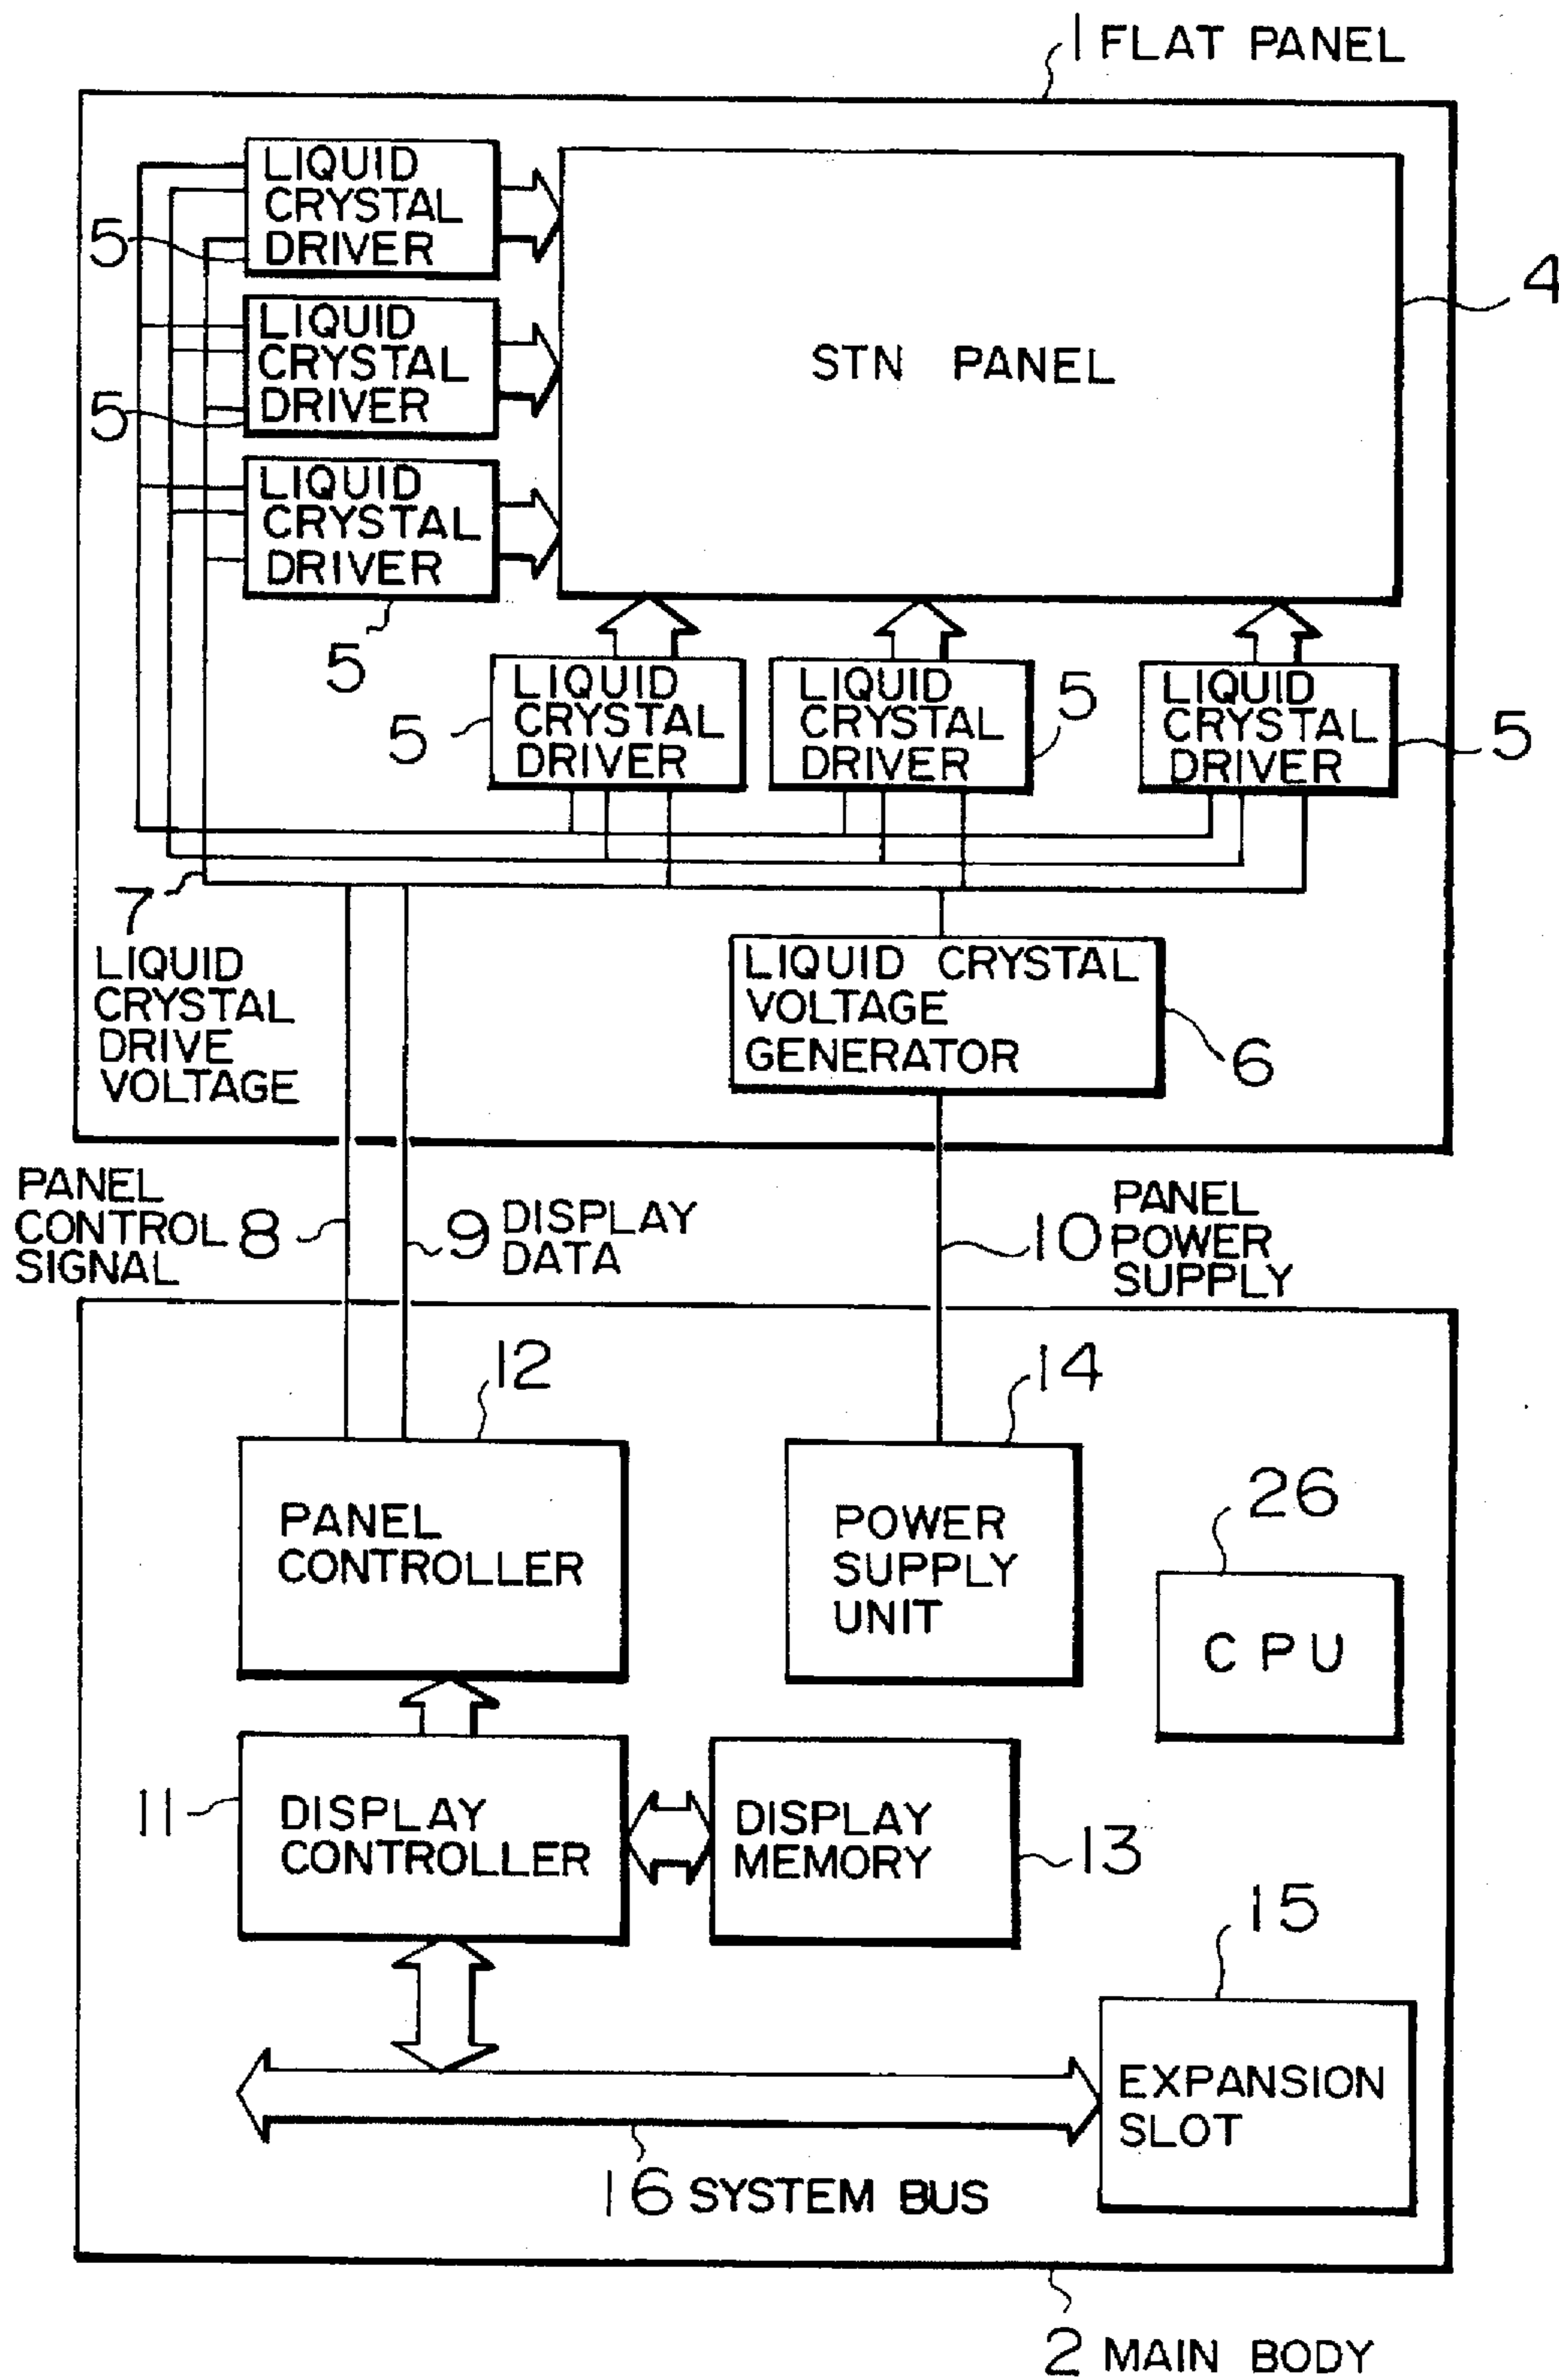 1 FLAT PANEL
LIQUID
CRYSTAL
DRIVER
5
LIQUID
CRYSTAL
DRIVER
5
LIQUID
CRYSTAL
DRIVER
5
STN PANEL
4
LIQUID
CRYSTAL
DRIVER
5
LIQUID
CRYSTAL
DRIVER
5
LIQUID
CRYSTAL
DRIVER
5
7
LIQUID
CRYSTAL
DRIVE
VOLTAGE
LIQUID CRYSTAL
VOLTAGE
GENERATOR
6
PANEL
CONTROL 8
SIGNAL
9 DISPLAY
DATA
10 PANEL
POWER
SUPPLY
12
PANEL
CONTROLLER
14
POWER
SUPPLY
UNIT
26
CPU
11
DISPLAY
CONTROLLER
DISPLAY
MEMORY
13
15
EXPANSION
SLOT
16 SYSTEM BUS
2 MAIN BODY